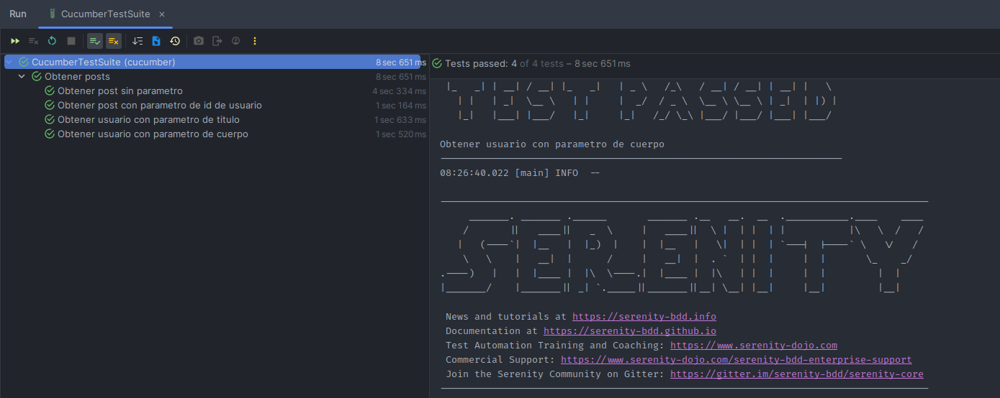 Run
CucumberTestSuite ×
CucumberTestSuite (cucumber) 8 sec 651 ms
Obtener posts 8 sec 651 ms
Obtener post sin parametro 4 sec 334 ms
Obtener post con parametro de id de usuario 1 sec 164 ms
Obtener usuario con parametro de titulo 1 sec 633 ms
Obtener usuario con parametro de cuerpo 1 sec 520 ms
Tests passed: 4 of 4 tests – 8 sec 651 ms
TEST PASSED
Obtener usuario con parametro de cuerpo
08:26:40.022 [main] INFO --
SERENITY
News and tutorials at https://serenity-bdd.info
Documentation at https://serenity-bdd.github.io
Test Automation Training and Coaching: https://www.serenity-dojo.com
Commercial Support: https://www.serenity-dojo.com/serenity-bdd-enterprise-support
Join the Serenity Community on Gitter: https://gitter.im/serenity-bdd/serenity-core